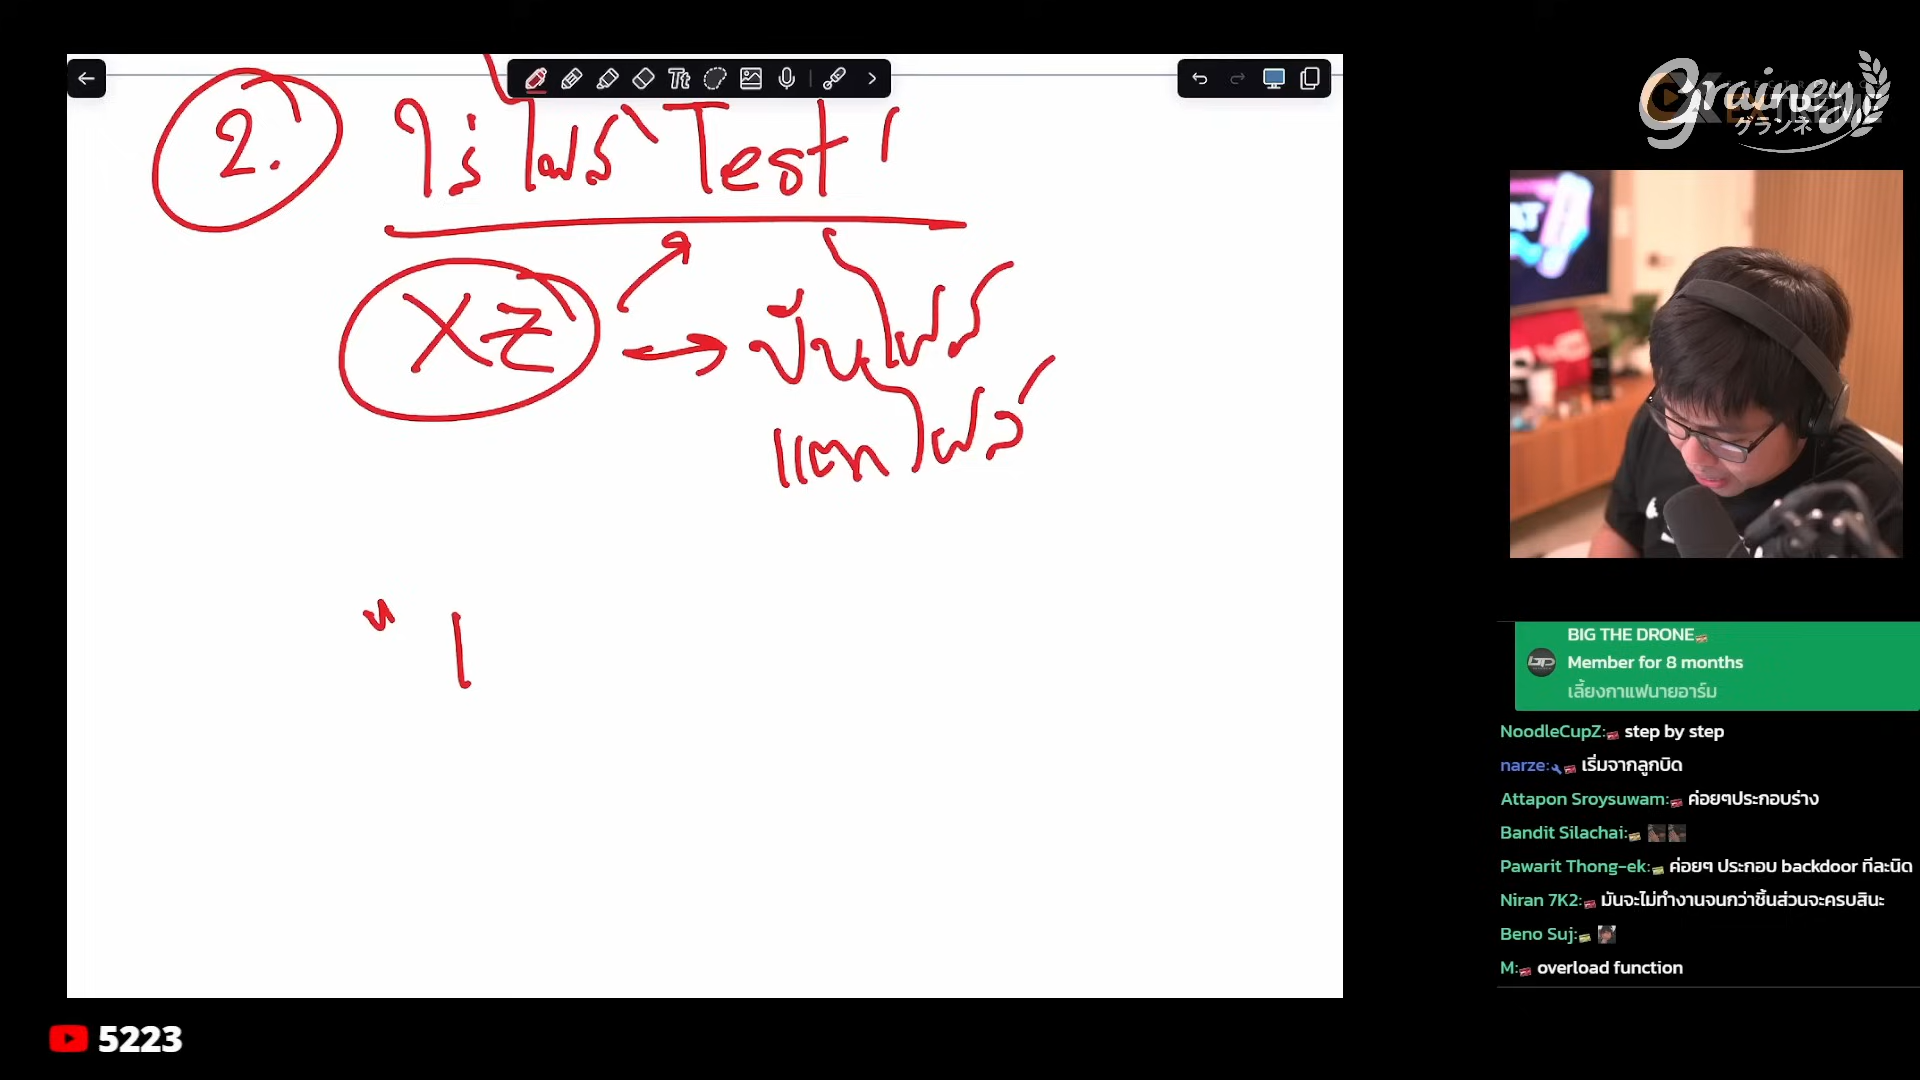 2. ใส่ไฟล์ "Test"
XZ → บีบไฟล์
แตกไฟล์
"
Tt
Grainey
グランネ
BIG THE DRONE
Member for 8 months
เลี้ยงกาแฟนายอาร์ม
NoodleCupZ: step by step
narze: เริ่มจากลูกบิด
Attapon Sroysuwam: ค่อยๆประกอบร่าง
Bandit Silachai:
Pawarit Thong-ek: ค่อยๆ ประกอบ backdoor ทีละนิด
Niran 7K2: มันจะไม่ทำงานจนกว่าชิ้นส่วนจะครบสินะ
Beno Suj:
M: overload function
5223